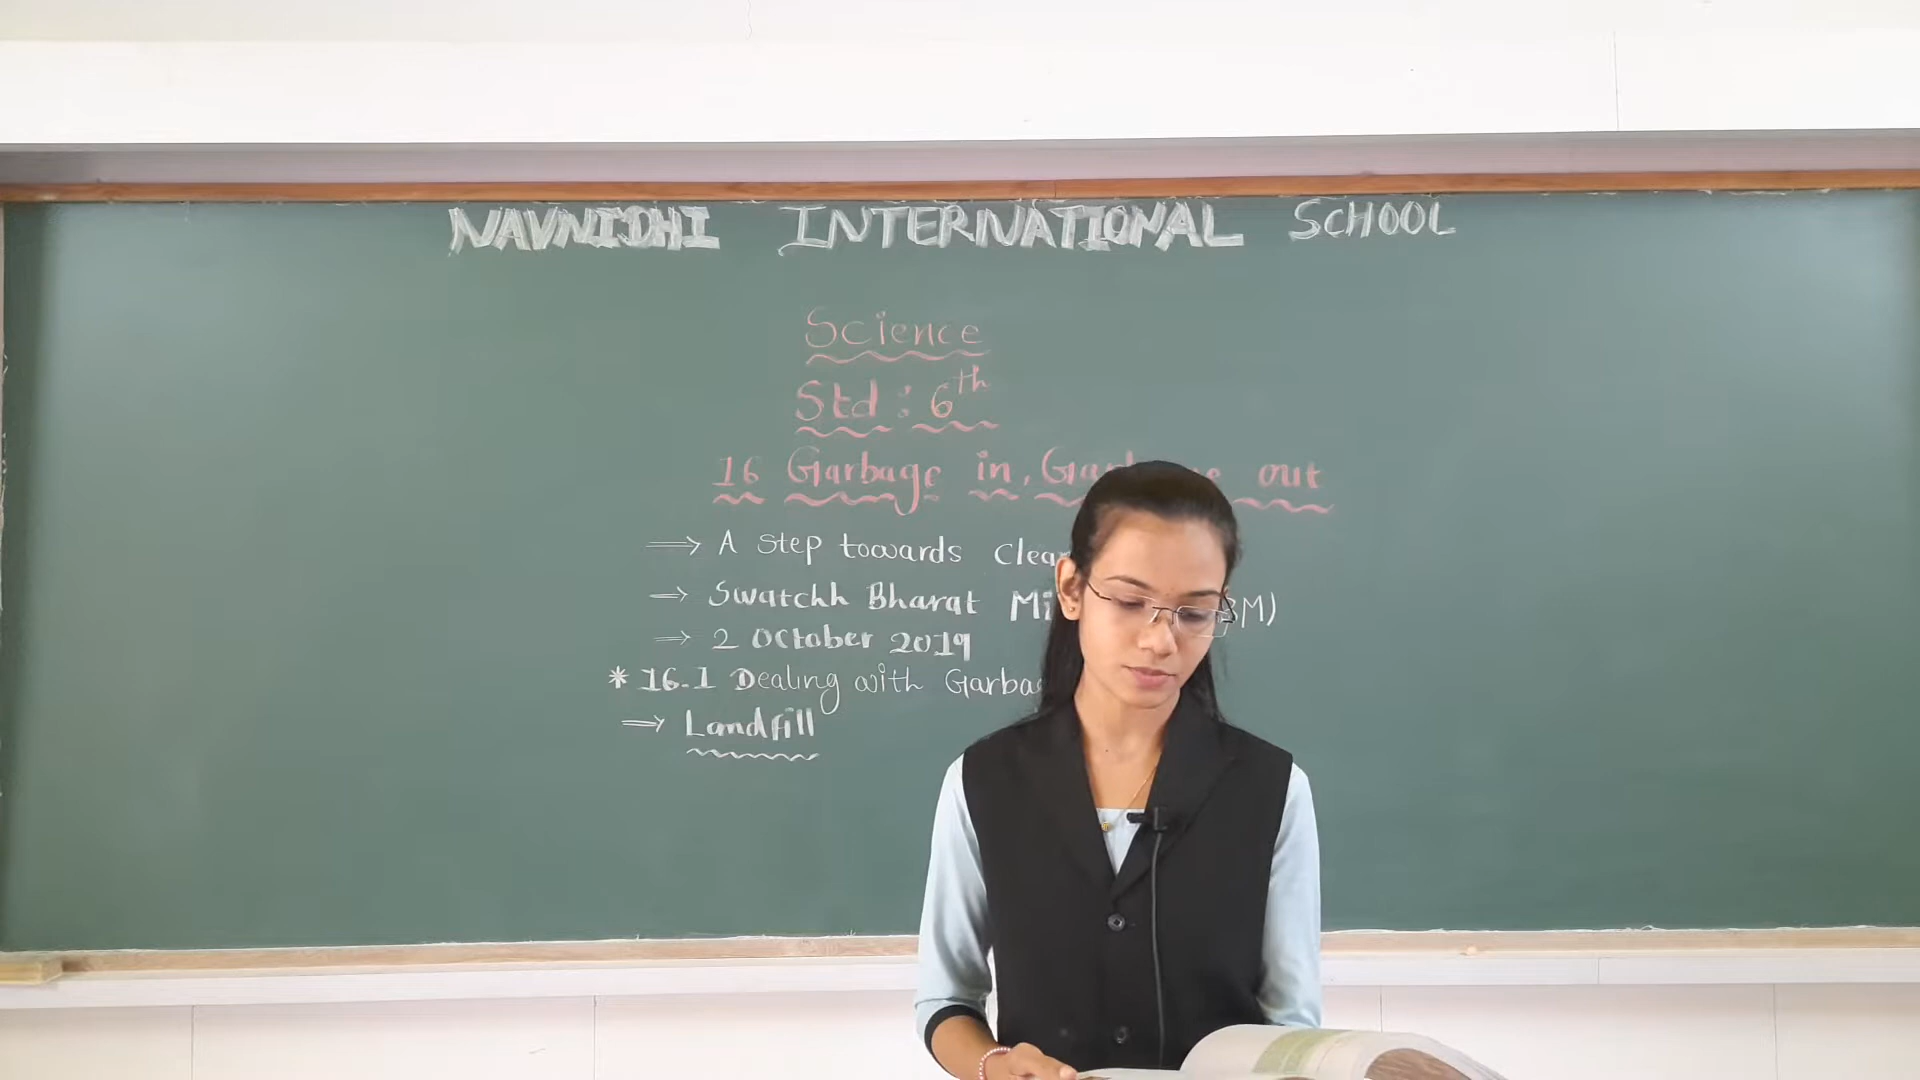 NAVNIDHI INTERNATIONAL SCHOOL
Science
Std : 6th
16 Garbage in, out
⟹ A step towards
⟹ Swatchh Bharat
⟹ 2 October 2019
* 16.1 Dealing with
⟹ Landfill